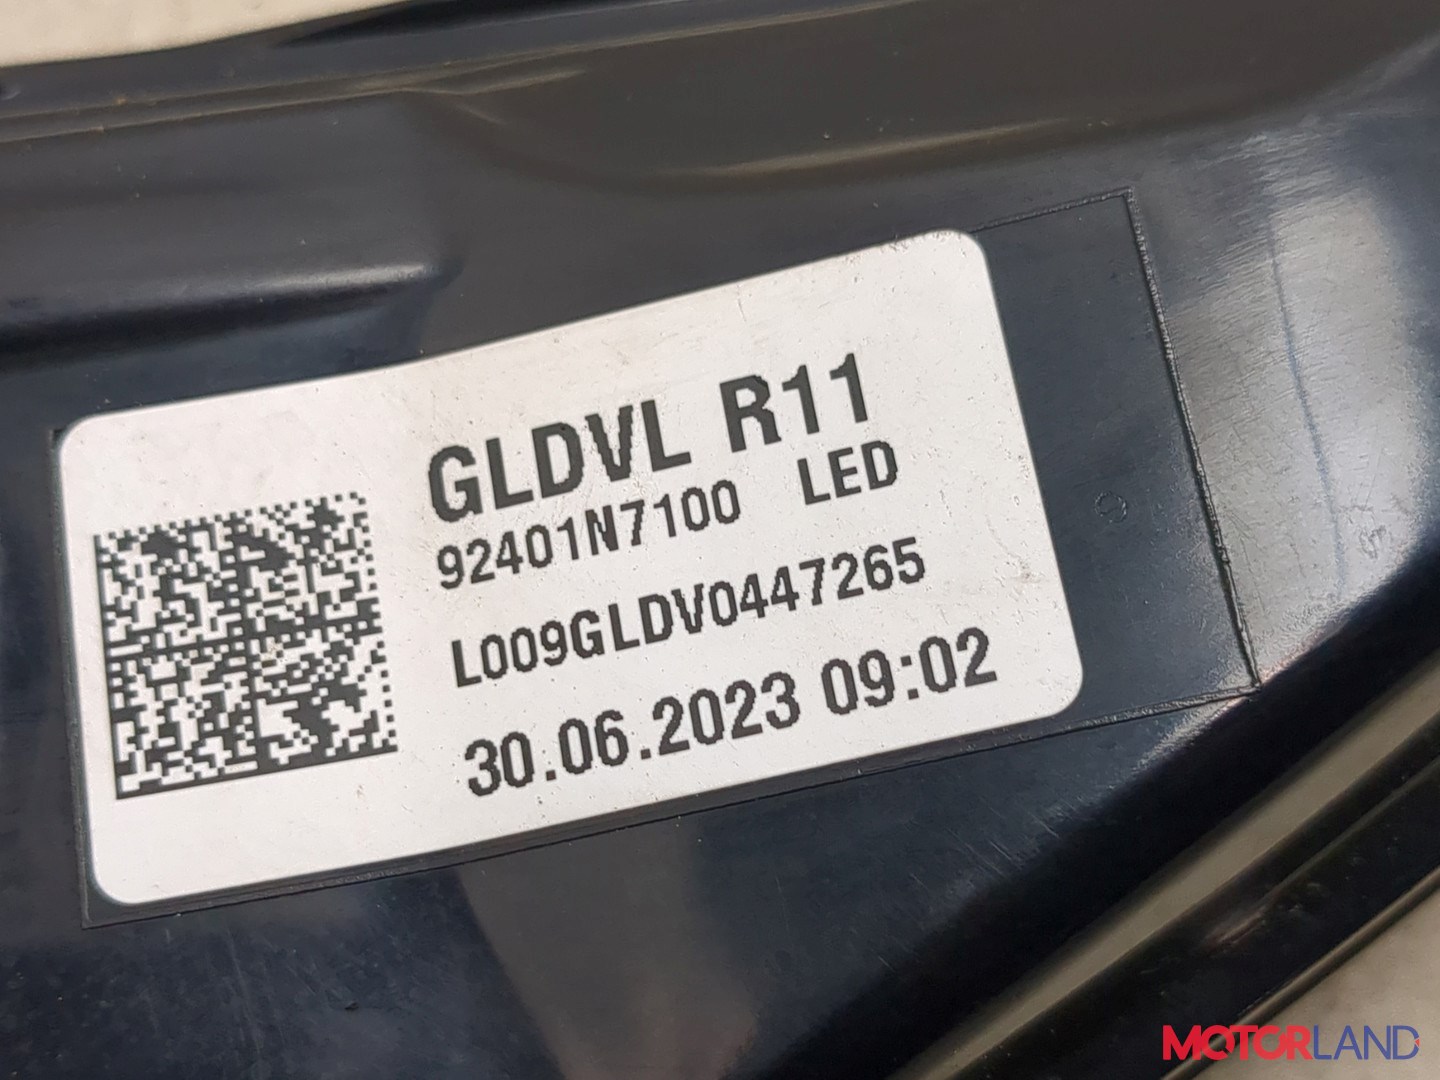 GLDVL R11
92401N7100 LED
L009GLDV0447265
30.06.2023 09:02
MOTORLAND